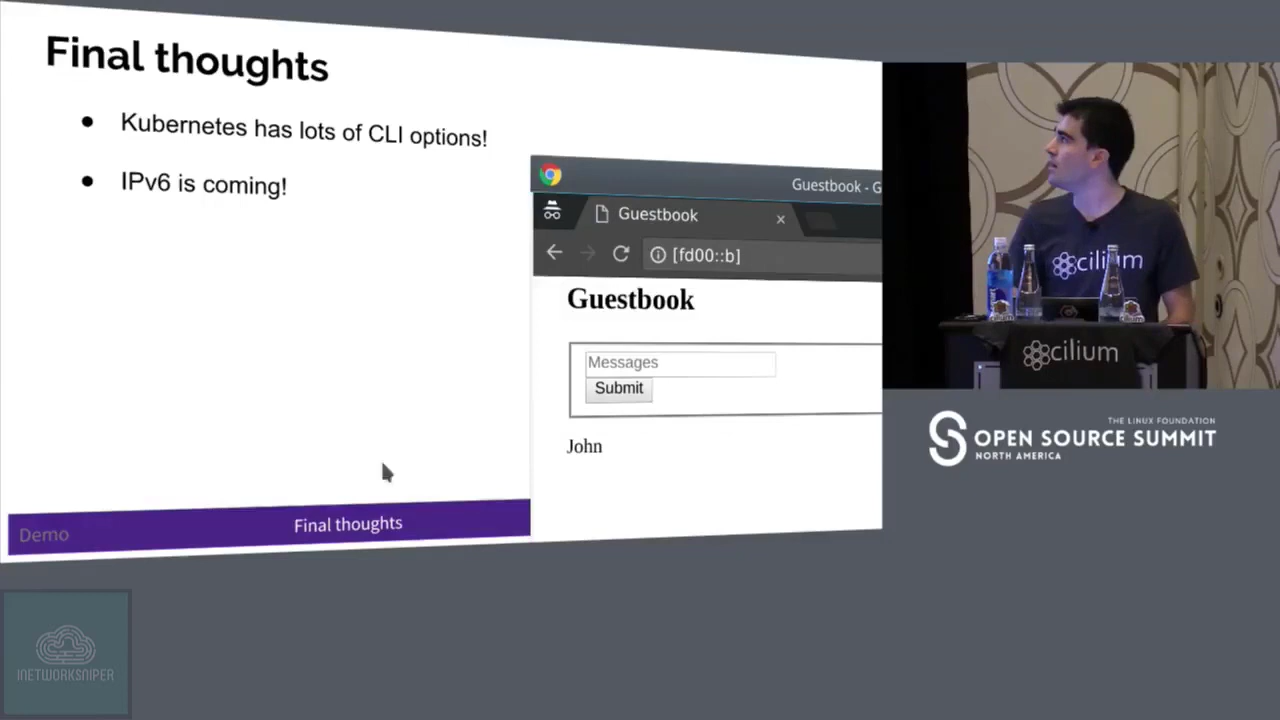 Final thoughts
● Kubernetes has lots of CLI options!
● IPv6 is coming!
Guestbook - G
Guestbook
[fd00::b]
Guestbook
Messages
Submit
John
Demo
Final thoughts
cilium
cilium
THE LINUX FOUNDATION
OPEN SOURCE SUMMIT
NORTH AMERICA
INETWORKSNIPER